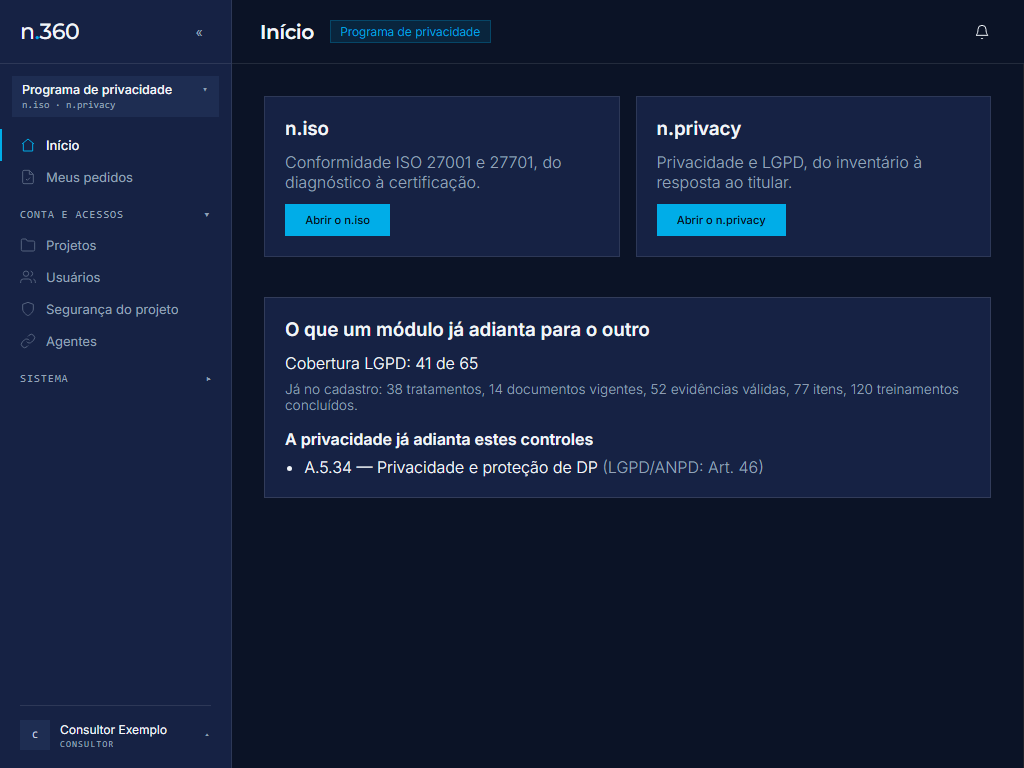 n.360
«
Programa de privacidade
n.iso · n.privacy
Início
Meus pedidos
CONTA E ACESSOS
Projetos
Usuários
Segurança do projeto
Agentes
SISTEMA
C
Consultor Exemplo
CONSULTOR
Início
Programa de privacidade
n.iso
Conformidade ISO 27001 e 27701, do
diagnóstico à certificação.
Abrir o n.iso
n.privacy
Privacidade e LGPD, do inventário à
resposta ao titular.
Abrir o n.privacy
O que um módulo já adianta para o outro
Cobertura LGPD: 41 de 65
Já no cadastro: 38 tratamentos, 14 documentos vigentes, 52 evidências válidas, 77 itens, 120 treinamentos
concluídos.
A privacidade já adianta estes controles
• A.5.34 — Privacidade e proteção de DP (LGPD/ANPD: Art. 46)